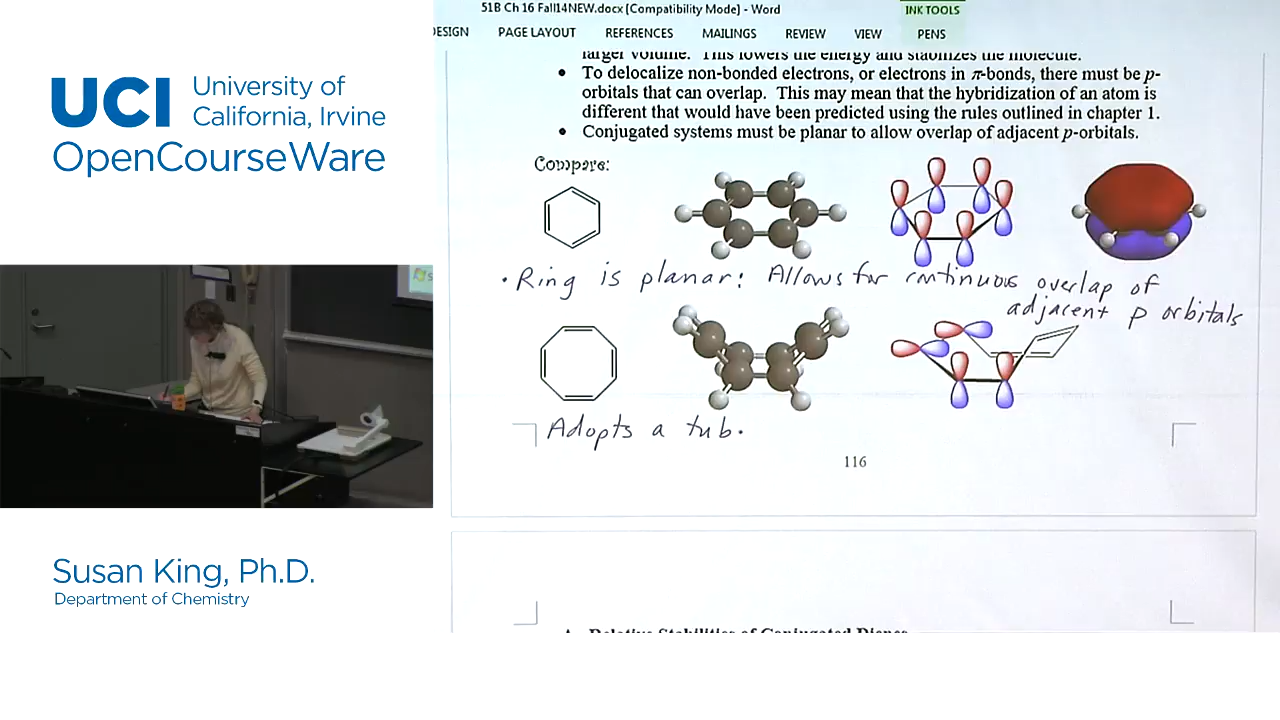 51B Ch 16 Fall14NEW.docx [Compatibility Mode] - Word
INK TOOLS
DESIGN PAGE LAYOUT REFERENCES MAILINGS REVIEW VIEW PENS
UCI University of
California, Irvine
OpenCourseWare
larger volume. This lowers the energy and stabilizes the molecule.
• To delocalize non-bonded electrons, or electrons in π-bonds, there must be p-
orbitals that can overlap. This may mean that the hybridization of an atom is
different that would have been predicted using the rules outlined in chapter 1.
• Conjugated systems must be planar to allow overlap of adjacent p-orbitals.
Compare:
• Ring is planar: Allows for continuous overlap of
adjacent p orbitals
Adopts a tub.
116
Susan King, Ph.D.
Department of Chemistry
A. Relative Stabilities of Conjugated Dienes